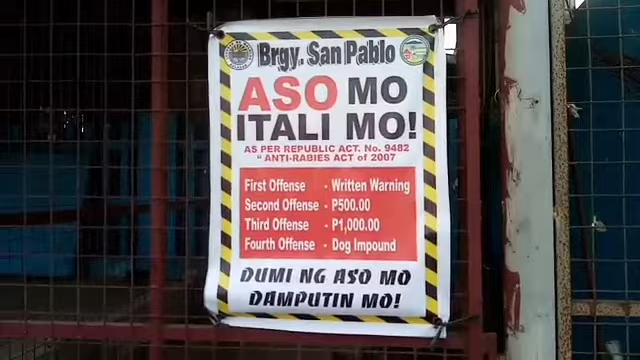 Brgy. San Pablo
ASO MO
ITALI MO!
AS PER REPUBLIC ACT. No. 9482
“ ANTI-RABIES ACT of 2007
First Offense - Written Warning
Second Offense - P500.00
Third Offense - P1,000.00
Fourth Offense - Dog Impound
DUMI NG ASO MO
DAMPUTIN MO!